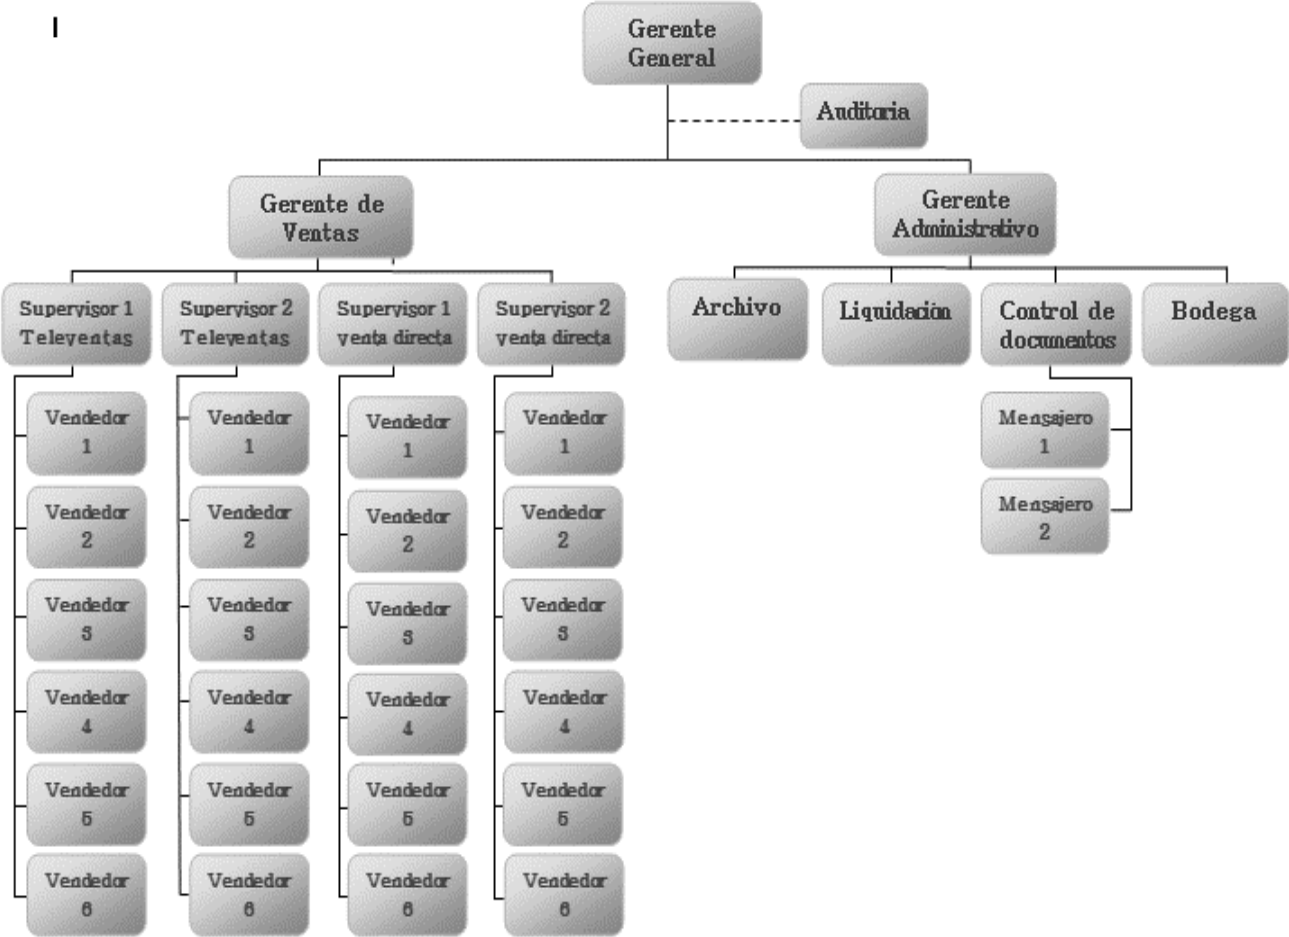 I
Gerente
General
Auditoria
Gerente de
Ventas
Gerente
Administrativo
Supervisor 1
Televentas
Supervisor 2
Televentas
Supervisor 1
venta directa
Supervisor 2
venta directa
Archivo
Liquidación
Control de
documentos
Bodega
Vendedor
1
Vendedor
2
Vendedor
3
Vendedor
4
Vendedor
5
Vendedor
6
Vendedor
1
Vendedor
2
Vendedor
3
Vendedor
4
Vendedor
5
Vendedor
6
Vendedor
1
Vendedor
2
Vendedor
3
Vendedor
4
Vendedor
5
Vendedor
6
Vendedor
1
Vendedor
2
Vendedor
3
Vendedor
4
Vendedor
5
Vendedor
6
Mensajero
1
Mensajero
2